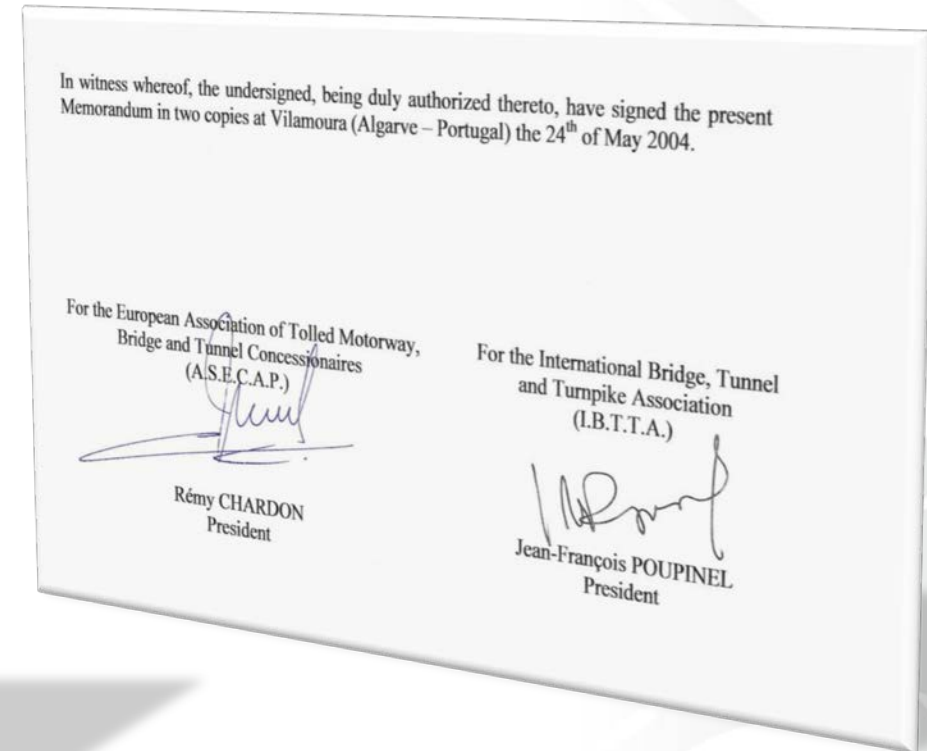 In witness whereof, the undersigned, being duly authorized thereto, have signed the present
Memorandum in two copies at Vilamoura (Algarve – Portugal) the 24th of May 2004.
For the European Association of Tolled Motorway,
Bridge and Tunnel Concessionaires
(A.S.E.C.A.P.)
Rémy CHARDON
President
For the International Bridge, Tunnel
and Turnpike Association
(I.B.T.T.A.)
Jean-François POUPINEL
President